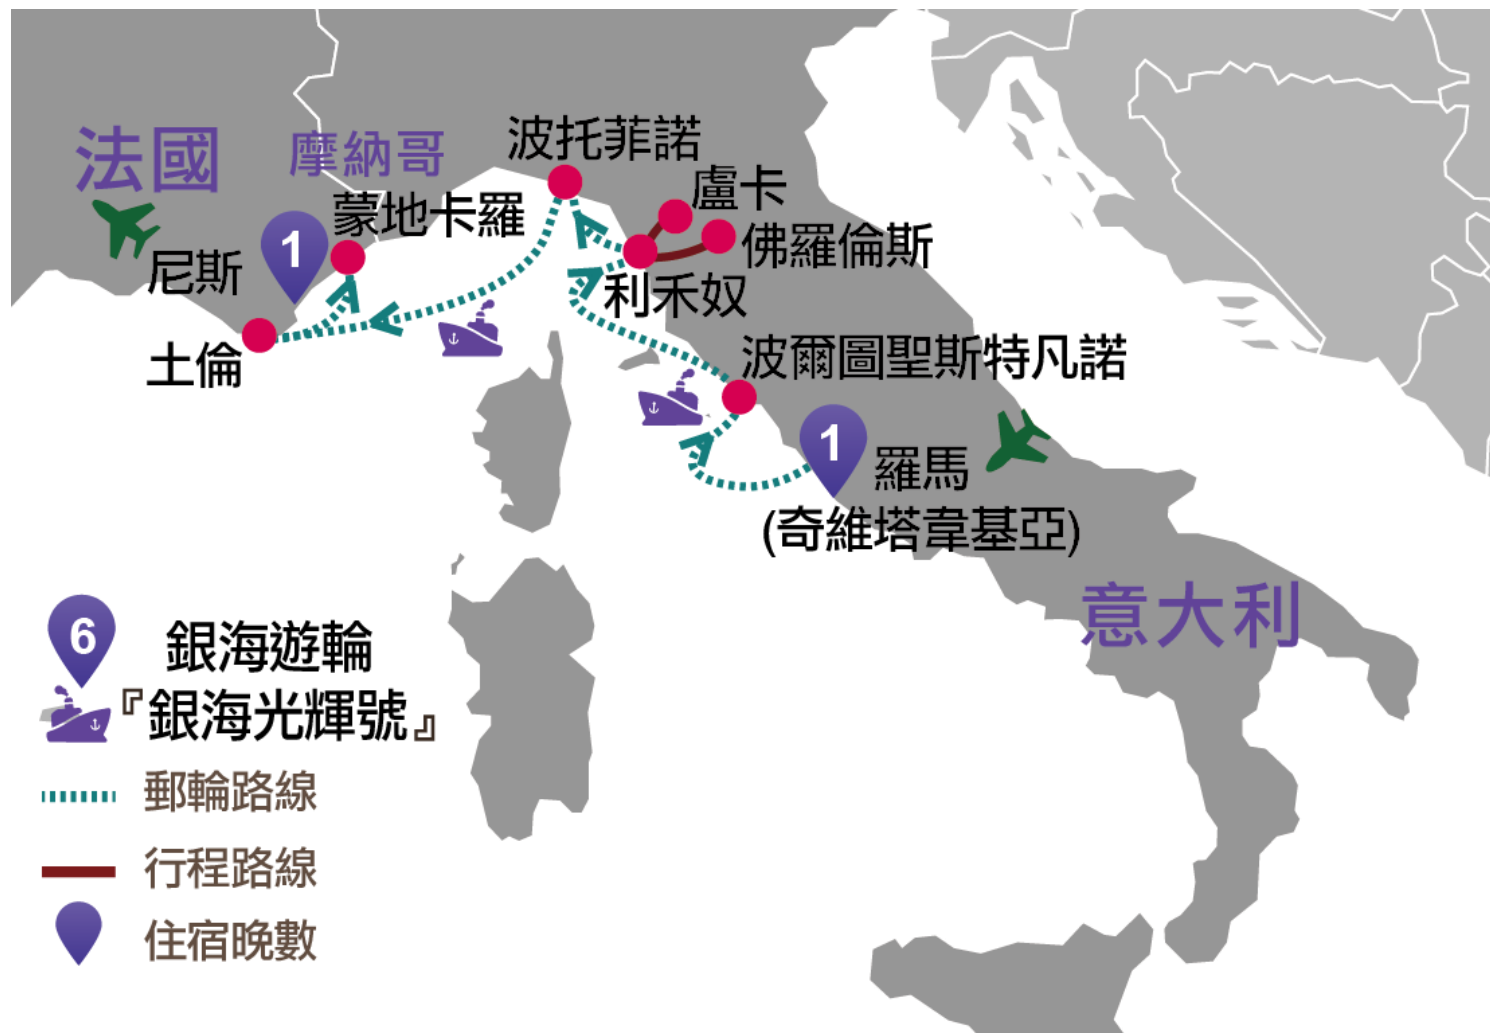 法國
摩納哥
波托菲諾
盧卡
蒙地卡羅
1
佛羅倫斯
尼斯
利禾奴
土倫
波爾圖聖斯特凡諾
1
羅馬
(奇維塔韋基亞)
意大利
6
銀海遊輪
『銀海光輝號』
郵輪路線
行程路線
住宿晚數